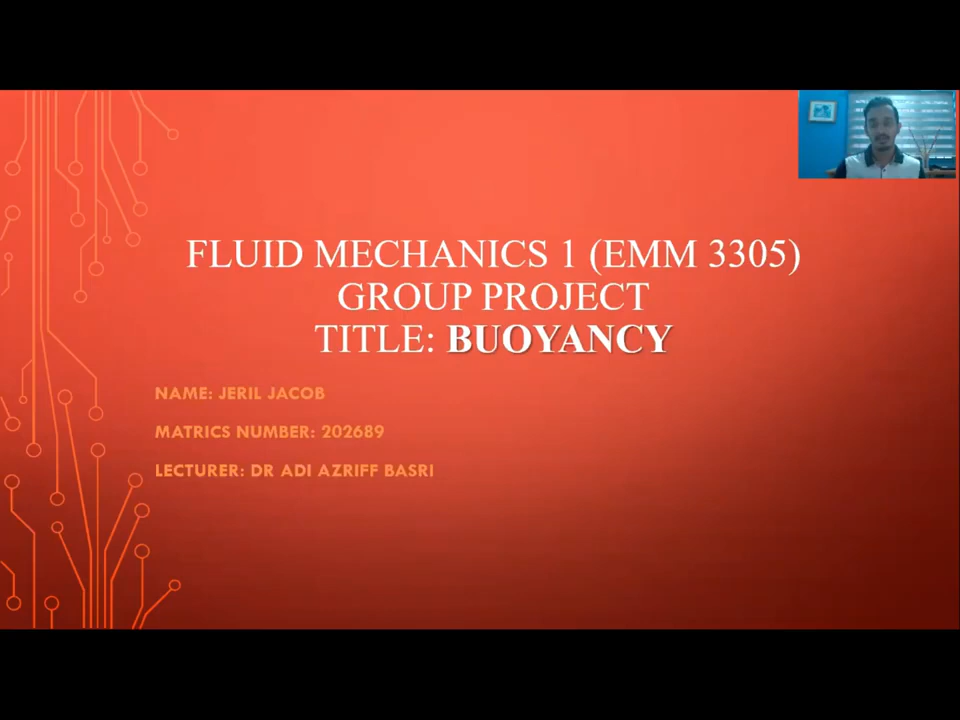 FLUID MECHANICS 1 (EMM 3305)
GROUP PROJECT
TITLE: BUOYANCY
NAME: JERIL JACOB
MATRICS NUMBER: 202689
LECTURER: DR ADI AZRIFF BASRI